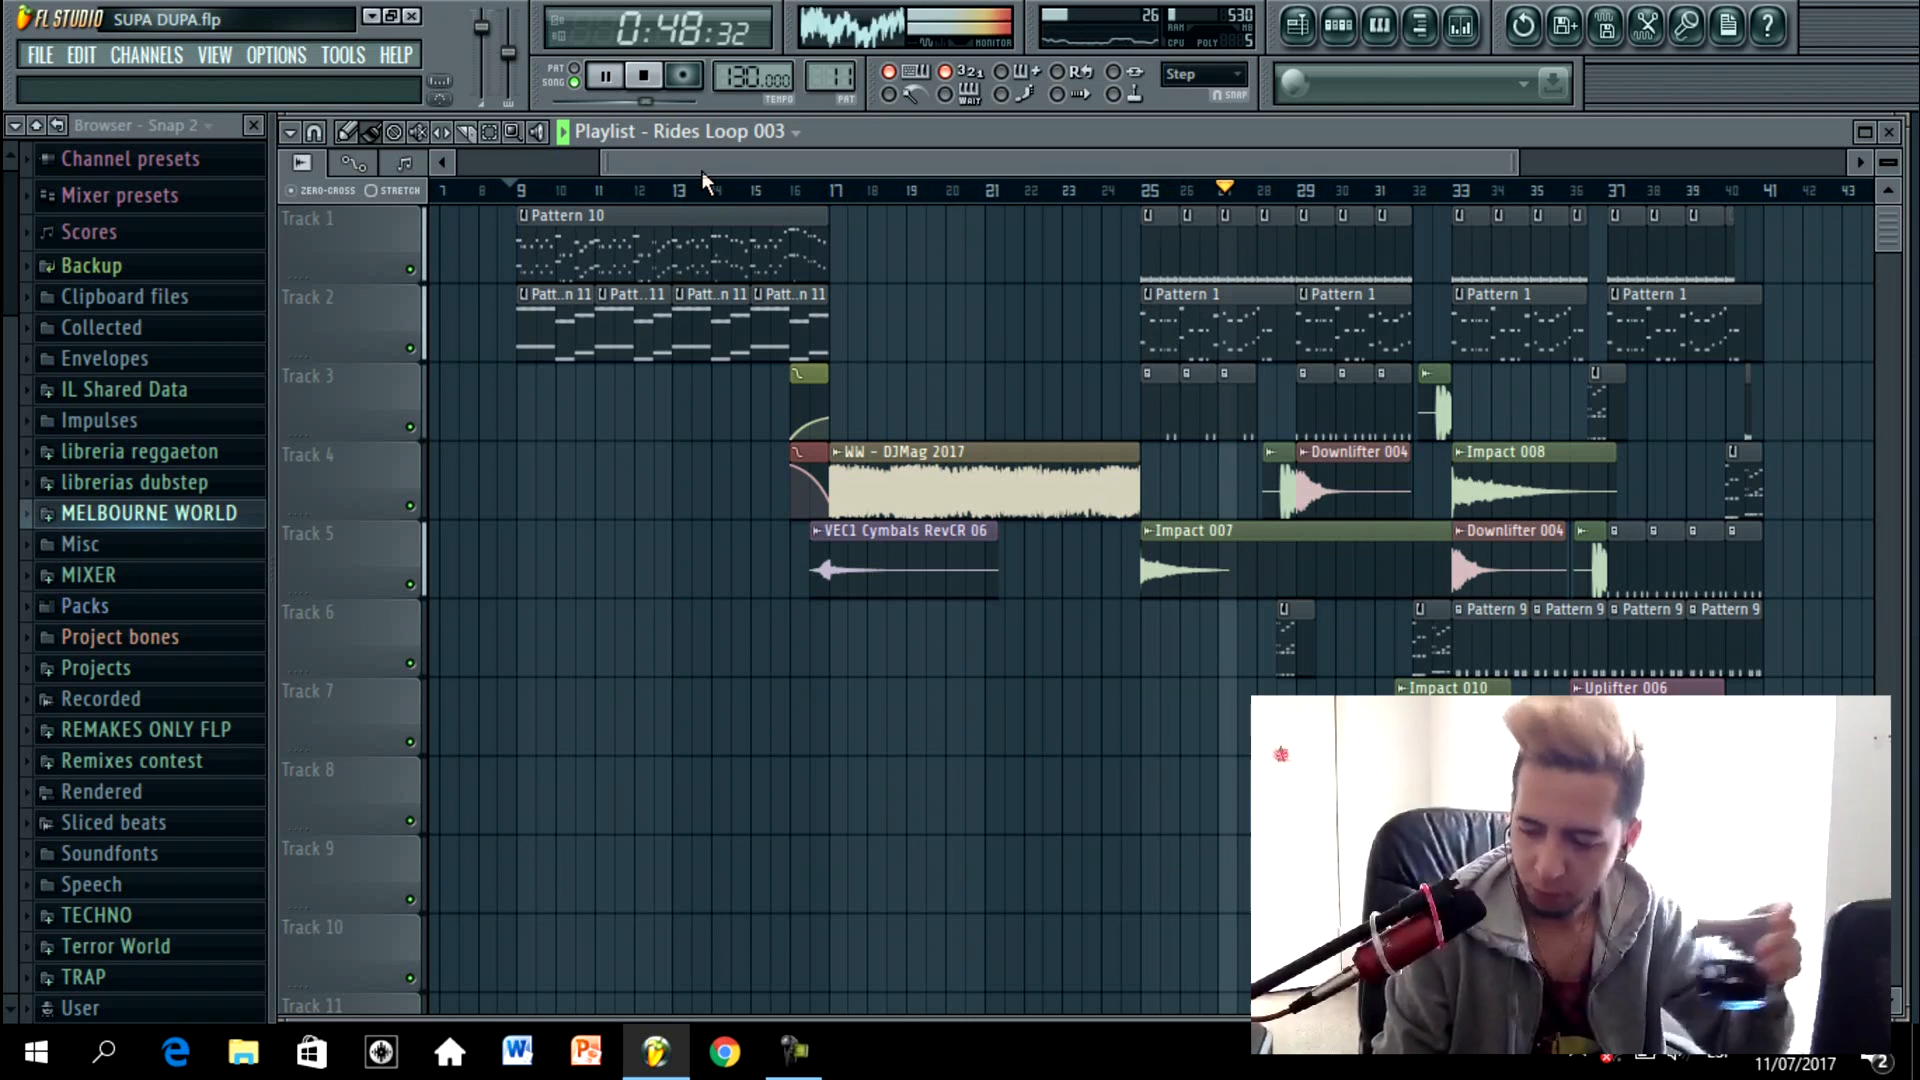 FL STUDIO SUPA DUPA.flp
FILE EDIT CHANNELS VIEW OPTIONS TOOLS HELP
0:48:32
MONITOR
26
530
RAM
CPU POLY 5
PAT
SONG
130.000
TEMPO
11
PAT
3 2 1
WAIT
Step
SNAP
Browser - Snap 2
Playlist - Rides Loop 003
ZERO-CROSS STRETCH
7 8 9 10 11 12 13 14 15 16 17 18 19 20 21 22 23 24 25 26 27 28 29 30 31 32 33 34 35 36 37 38 39 40 41 42 43
Channel presets
Mixer presets
Scores
Backup
Clipboard files
Collected
Envelopes
IL Shared Data
Impulses
libreria reggaeton
librerias dubstep
MELBOURNE WORLD
Misc
MIXER
Packs
Project bones
Projects
Recorded
REMAKES ONLY FLP
Remixes contest
Rendered
Sliced beats
Soundfonts
Speech
TECHNO
Terror World
TRAP
User
Track 1
Pattern 10
Track 2
Patt..n 11 Patt..11 Patt..n 11 Patt..n 11
Pattern 1 Pattern 1 Pattern 1 Pattern 1
Track 3
Track 4
WW - DJMag 2017
Downlifter 004
Impact 008
Track 5
VEC1 Cymbals RevCR 06
Impact 007
Downlifter 004
Track 6
Pattern 9 Pattern 9 Pattern 9 Pattern 9
Track 7
Impact 010
Uplifter 006
Track 8
Track 9
Track 10
Track 11
11/07/2017
2